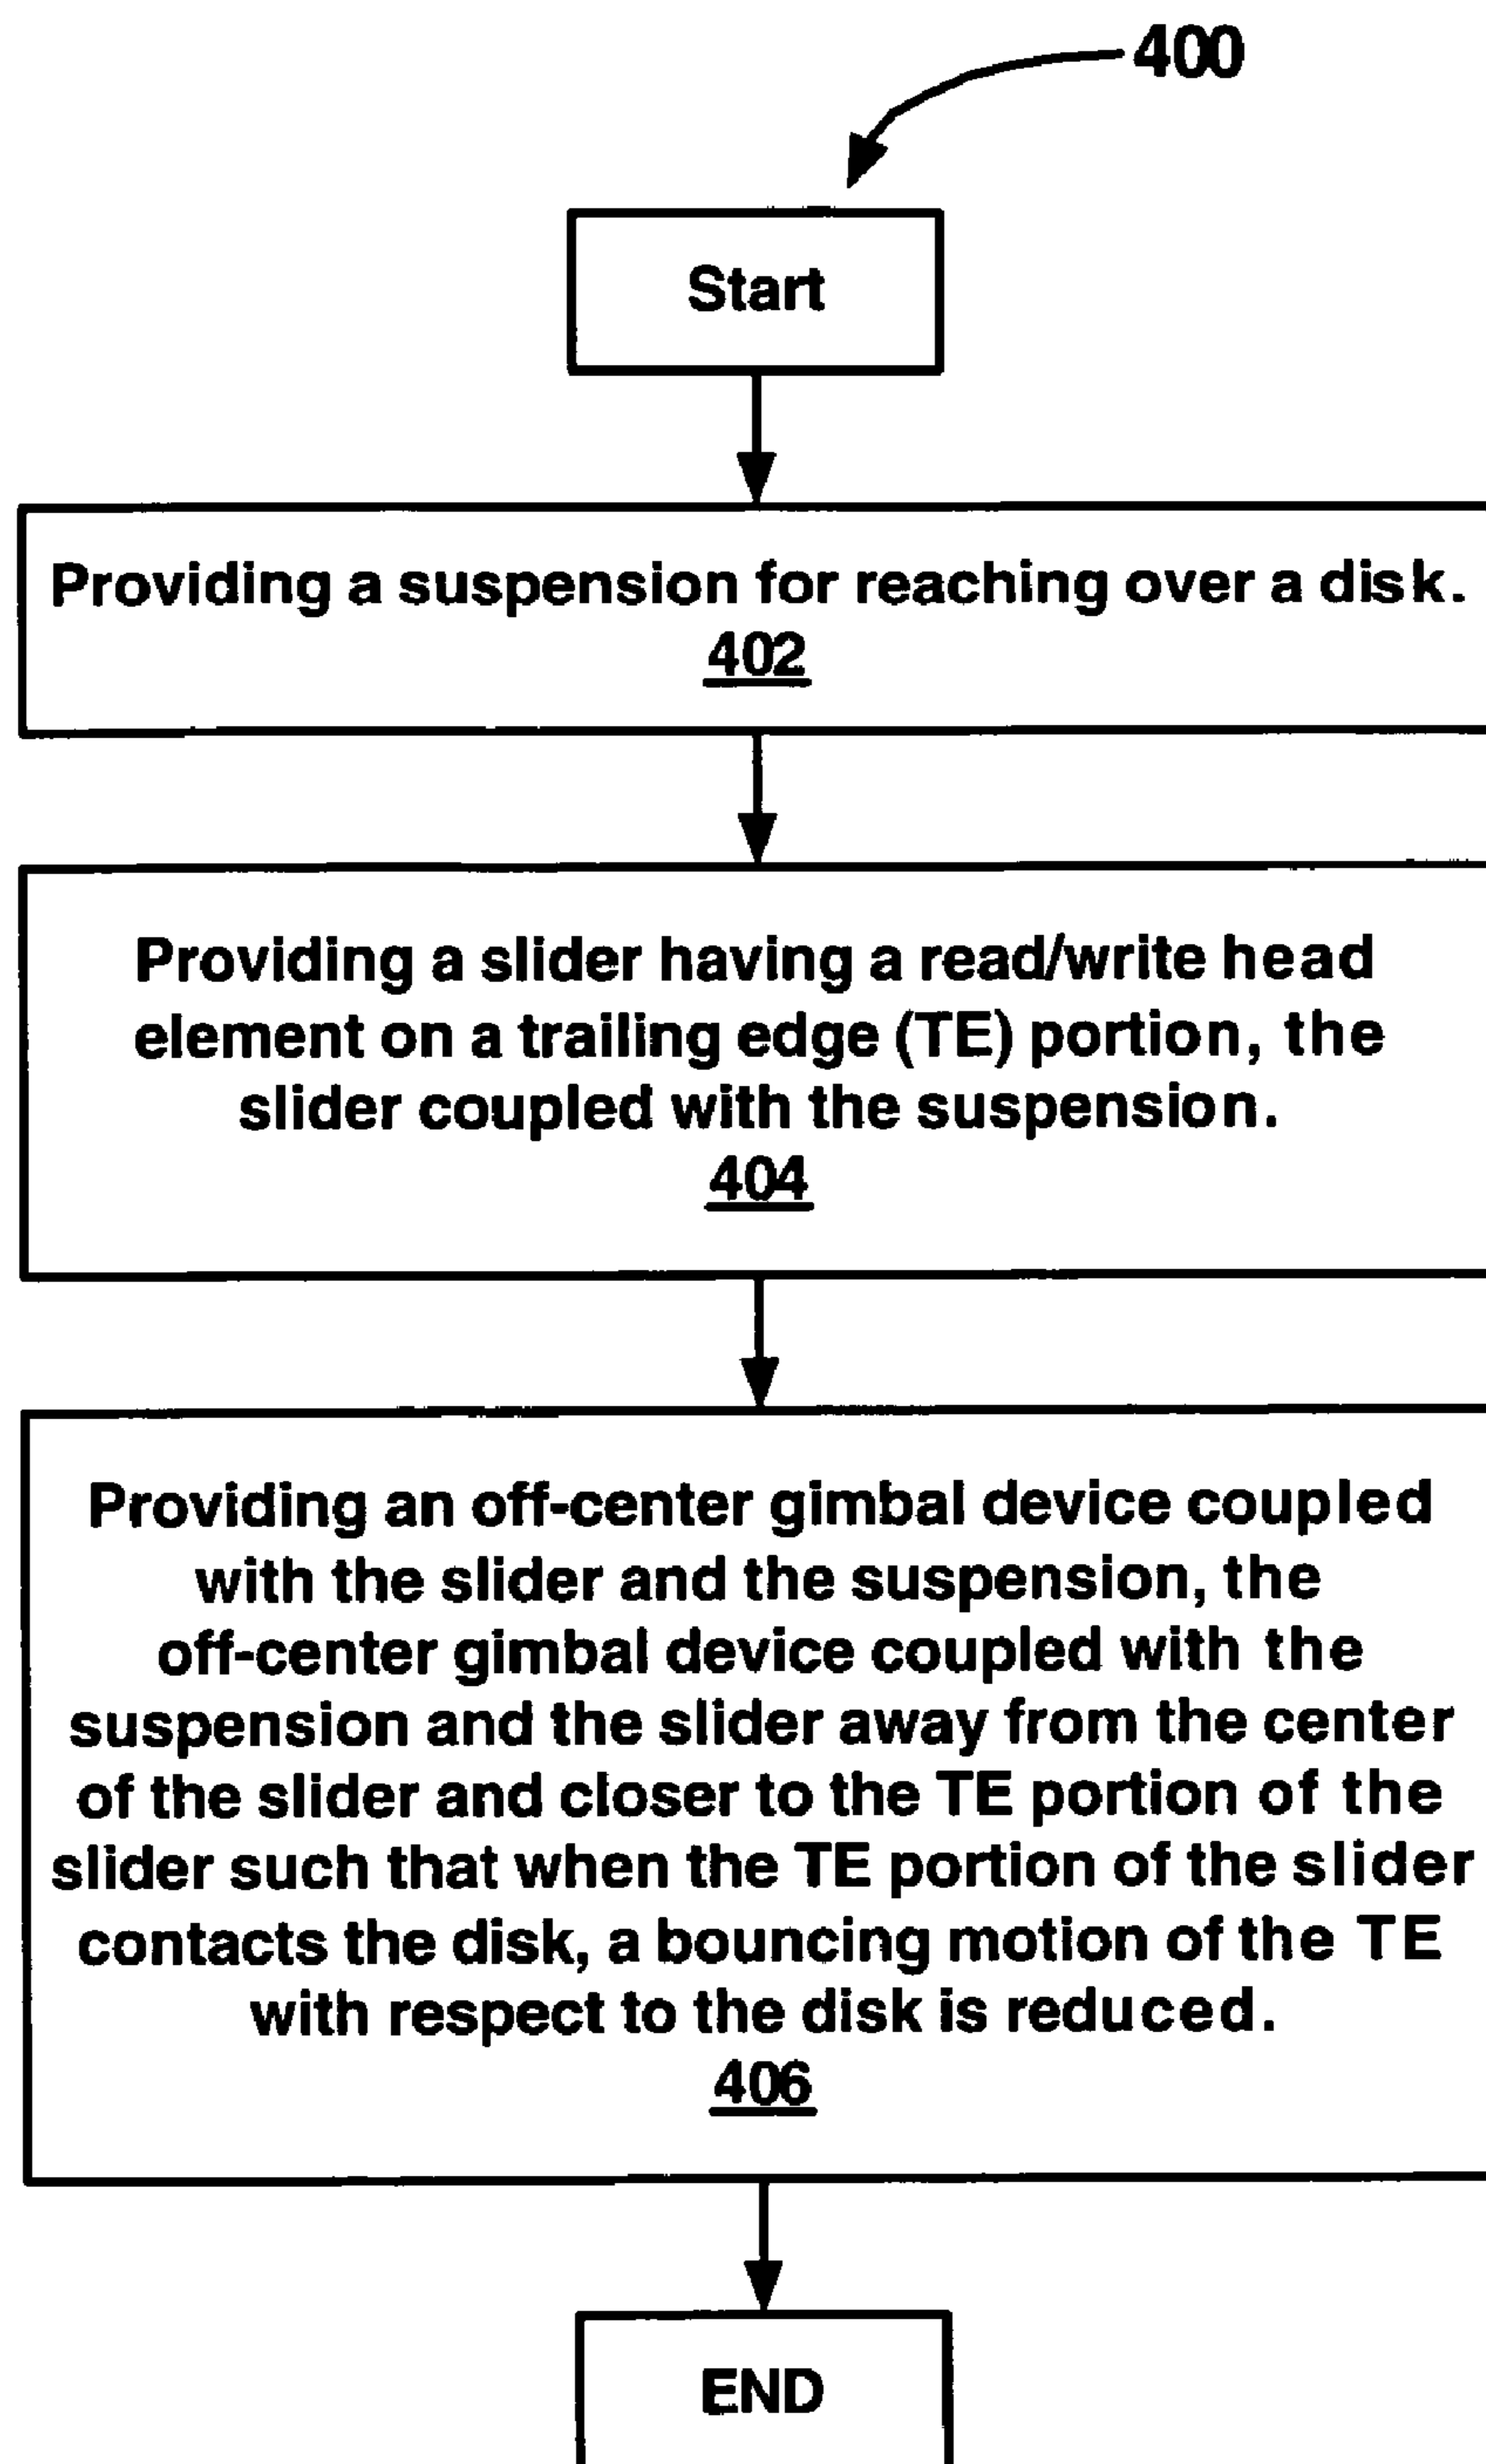 400
Start
Providing a suspension for reaching over a disk.
402
Providing a slider having a read/write head
element on a trailing edge (TE) portion, the
slider coupled with the suspension.
404
Providing an off-center gimbal device coupled
with the slider and the suspension, the
off-center gimbal device coupled with the
suspension and the slider away from the center
of the slider and closer to the TE portion of the
slider such that when the TE portion of the slider
contacts the disk, a bouncing motion of the TE
with respect to the disk is reduced.
406
END